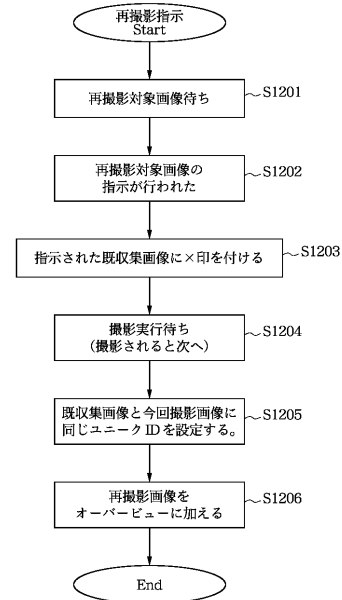 再撮影指示
Start
再撮影対象画像待ち
S1201
再撮影対象画像の
指示が行われた
S1202
指示された既収集画像に×印を付ける
S1203
撮影実行待ち
（撮影されると次へ）
S1204
既収集画像と今回撮影画像に
同じユニークIDを設定する。
S1205
再撮影画像を
オーバービューに加える
S1206
End